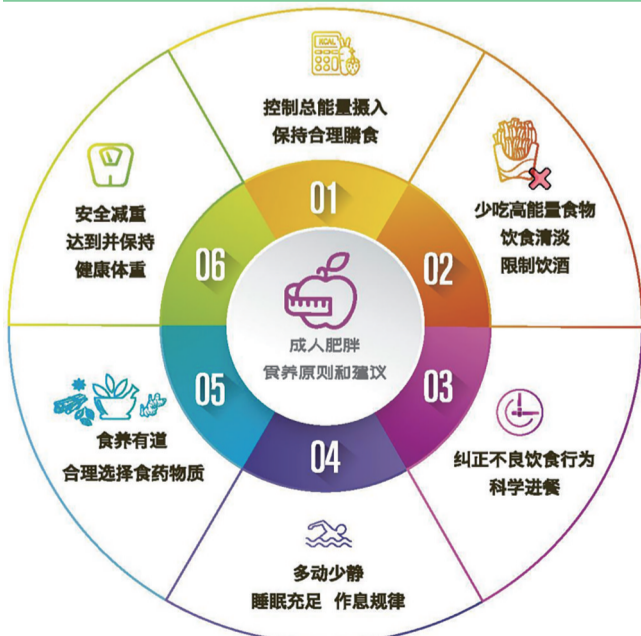 KCAL
控制总能量摄入
保持合理膳食
01
少吃高能量食物
饮食清淡
限制饮酒
02
纠正不良饮食行为
科学进餐
03
多动少静
睡眠充足 作息规律
04
食养有道
合理选择食药物质
05
安全减重
达到并保持
健康体重
06
成人肥胖
食养原则和建议